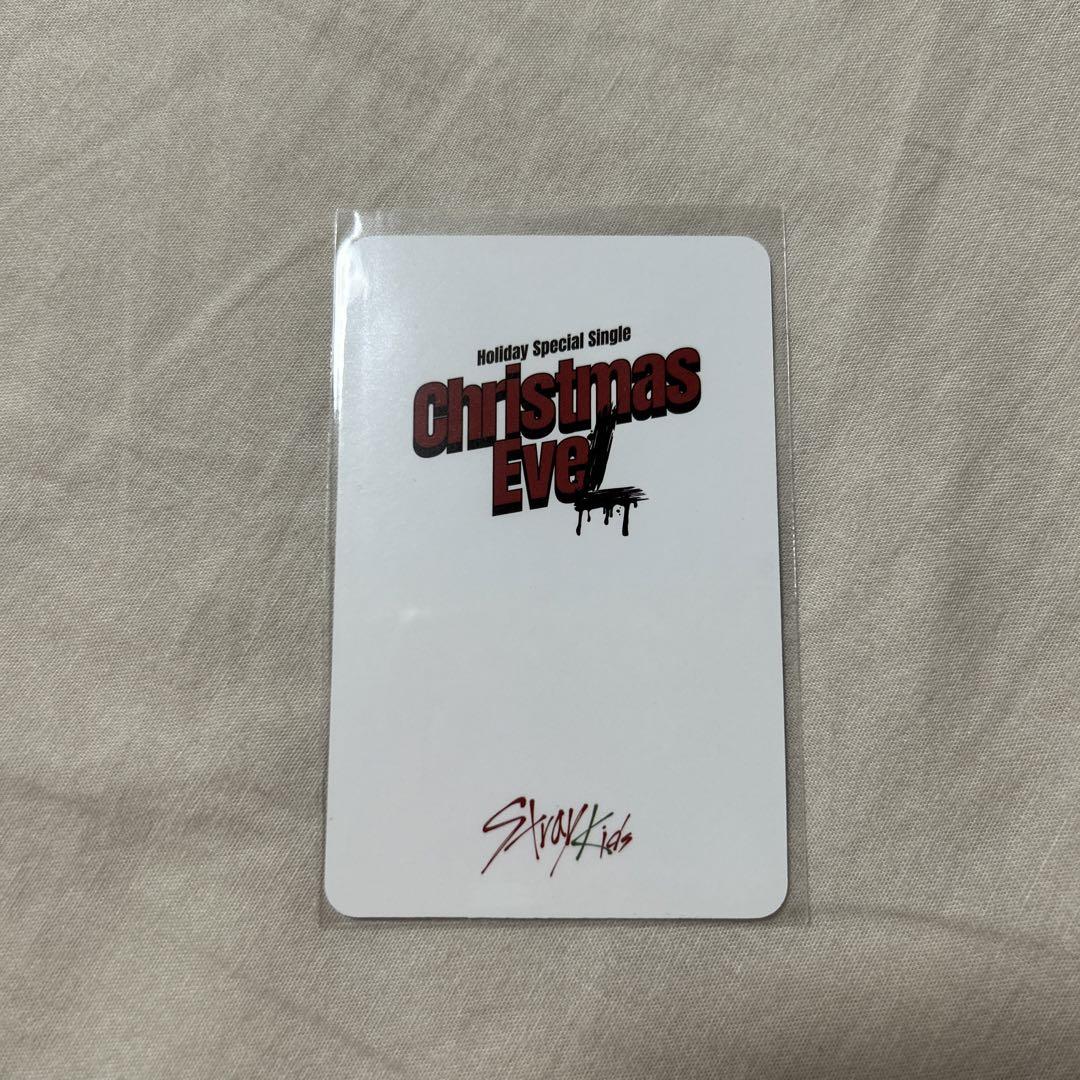 Holiday Special Single
Christmas
EveL
Stray Kids